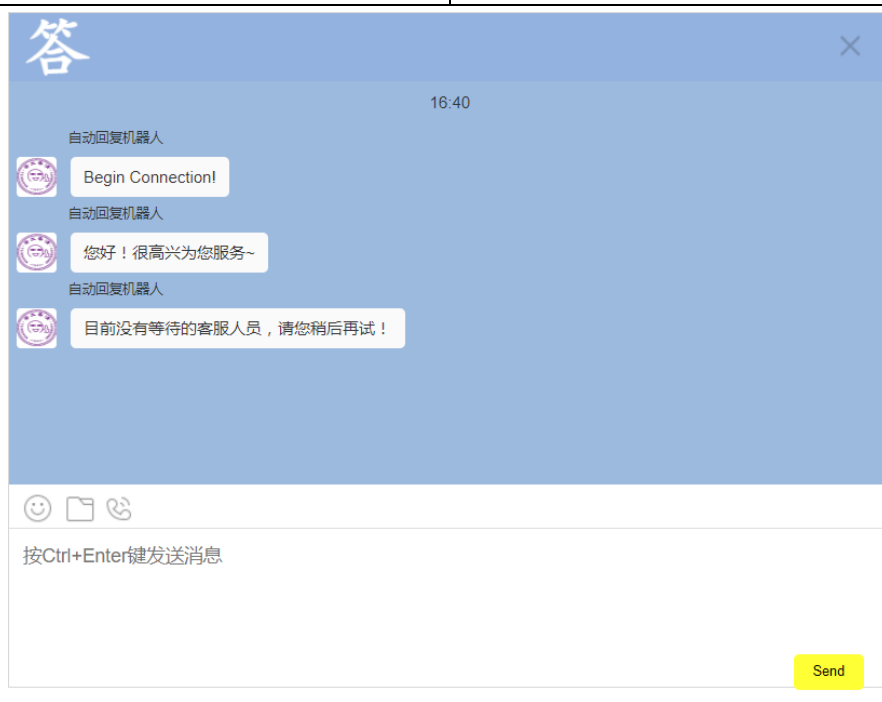 答
16:40
自动回复机器人
Begin Connection!
自动回复机器人
您好！很高兴为您服务~
自动回复机器人
目前没有等待的客服人员，请您稍后再试！
按Ctrl+Enter键发送消息
Send